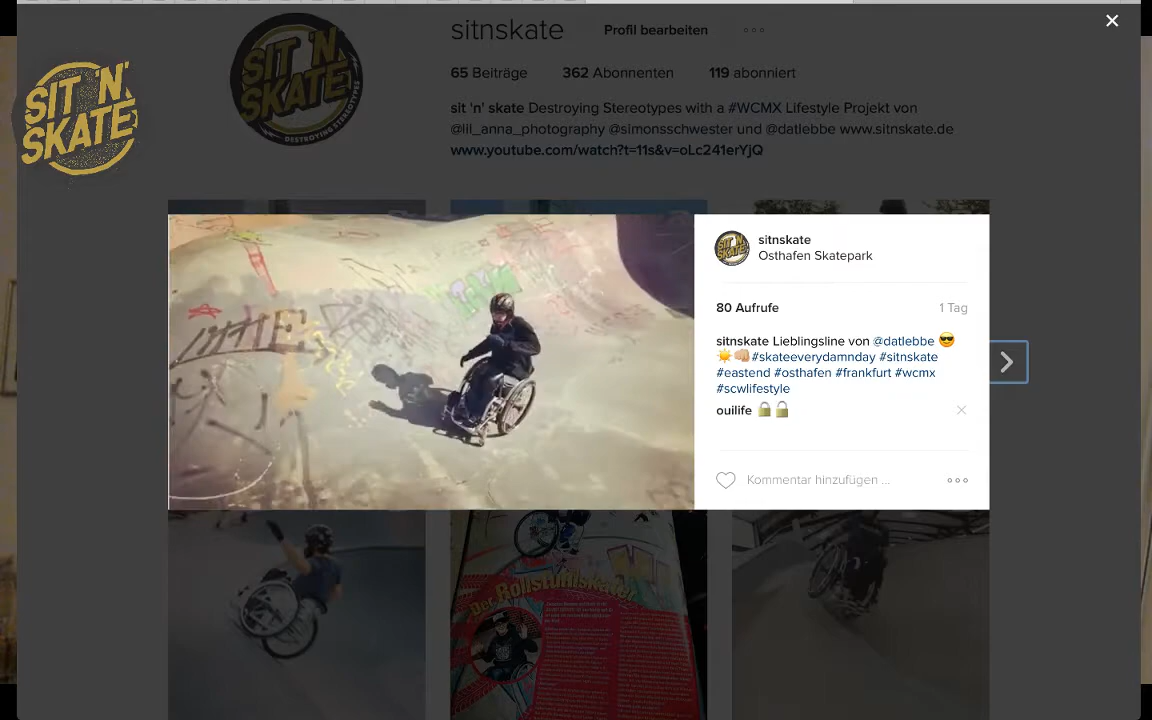 sitnskate Profil bearbeiten
65 Beiträge 362 Abonnenten 119 abonniert
sit 'n' skate Destroying Stereotypes with a #WCMX Lifestyle Projekt von
@lil_anna_photography @simonsschwester und @datlebbe www.sitnskate.de
www.youtube.com/watch?t=11s&v=oLc241erYjQ
SIT 'N'
SKATE
DESTROYING STEREOTYPES
SIT 'N'
SKATE
sitnskate
Osthafen Skatepark
80 Aufrufe 1 Tag
sitnskate Lieblingsline von @datlebbe 😎
☀️👊🏼#skateeverydamnday #sitnskate
#eastend #osthafen #frankfurt #wcmx
#scwlifestyle
ouilife 🔒🔓
Kommentar hinzufügen ...
Der Rollstuhlskater